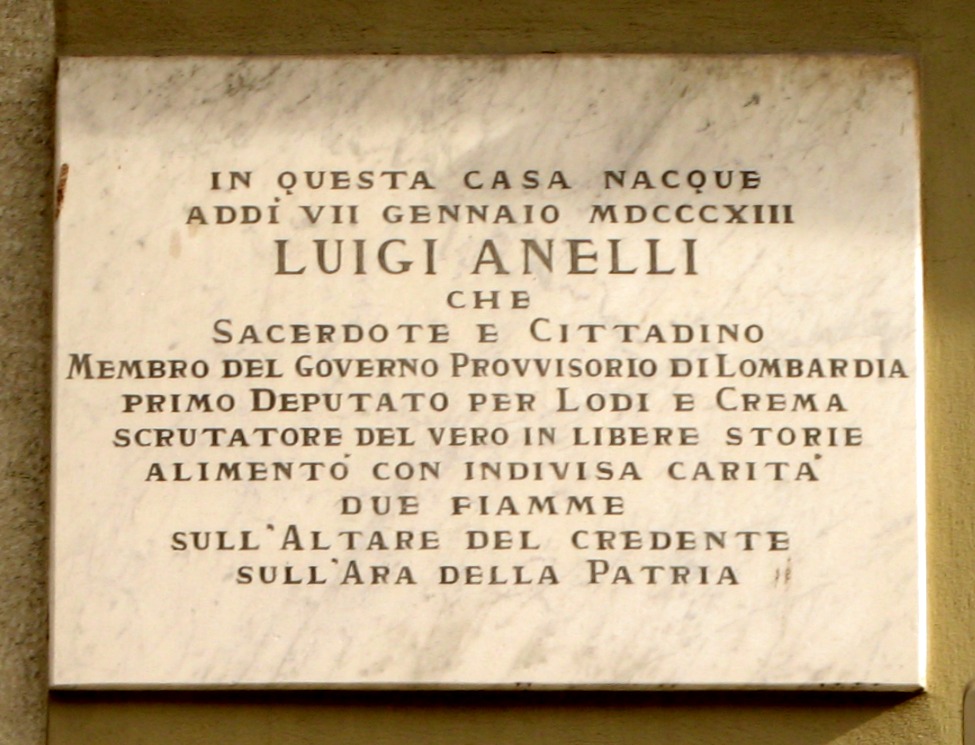 IN QUESTA CASA NACQUE
ADDÌ VII GENNAIO MDCCCXIII
LUIGI ANELLI
CHE
SACERDOTE E CITTADINO
MEMBRO DEL GOVERNO PROVVISORIO DI LOMBARDIA
PRIMO DEPUTATO PER LODI E CREMA
SCRUTATORE DEL VERO IN LIBERE STORIE
ALIMENTÒ CON INDIVISA CARITÀ
DUE FIAMME
SULL'ALTARE DEL CREDENTE
SULL'ARA DELLA PATRIA